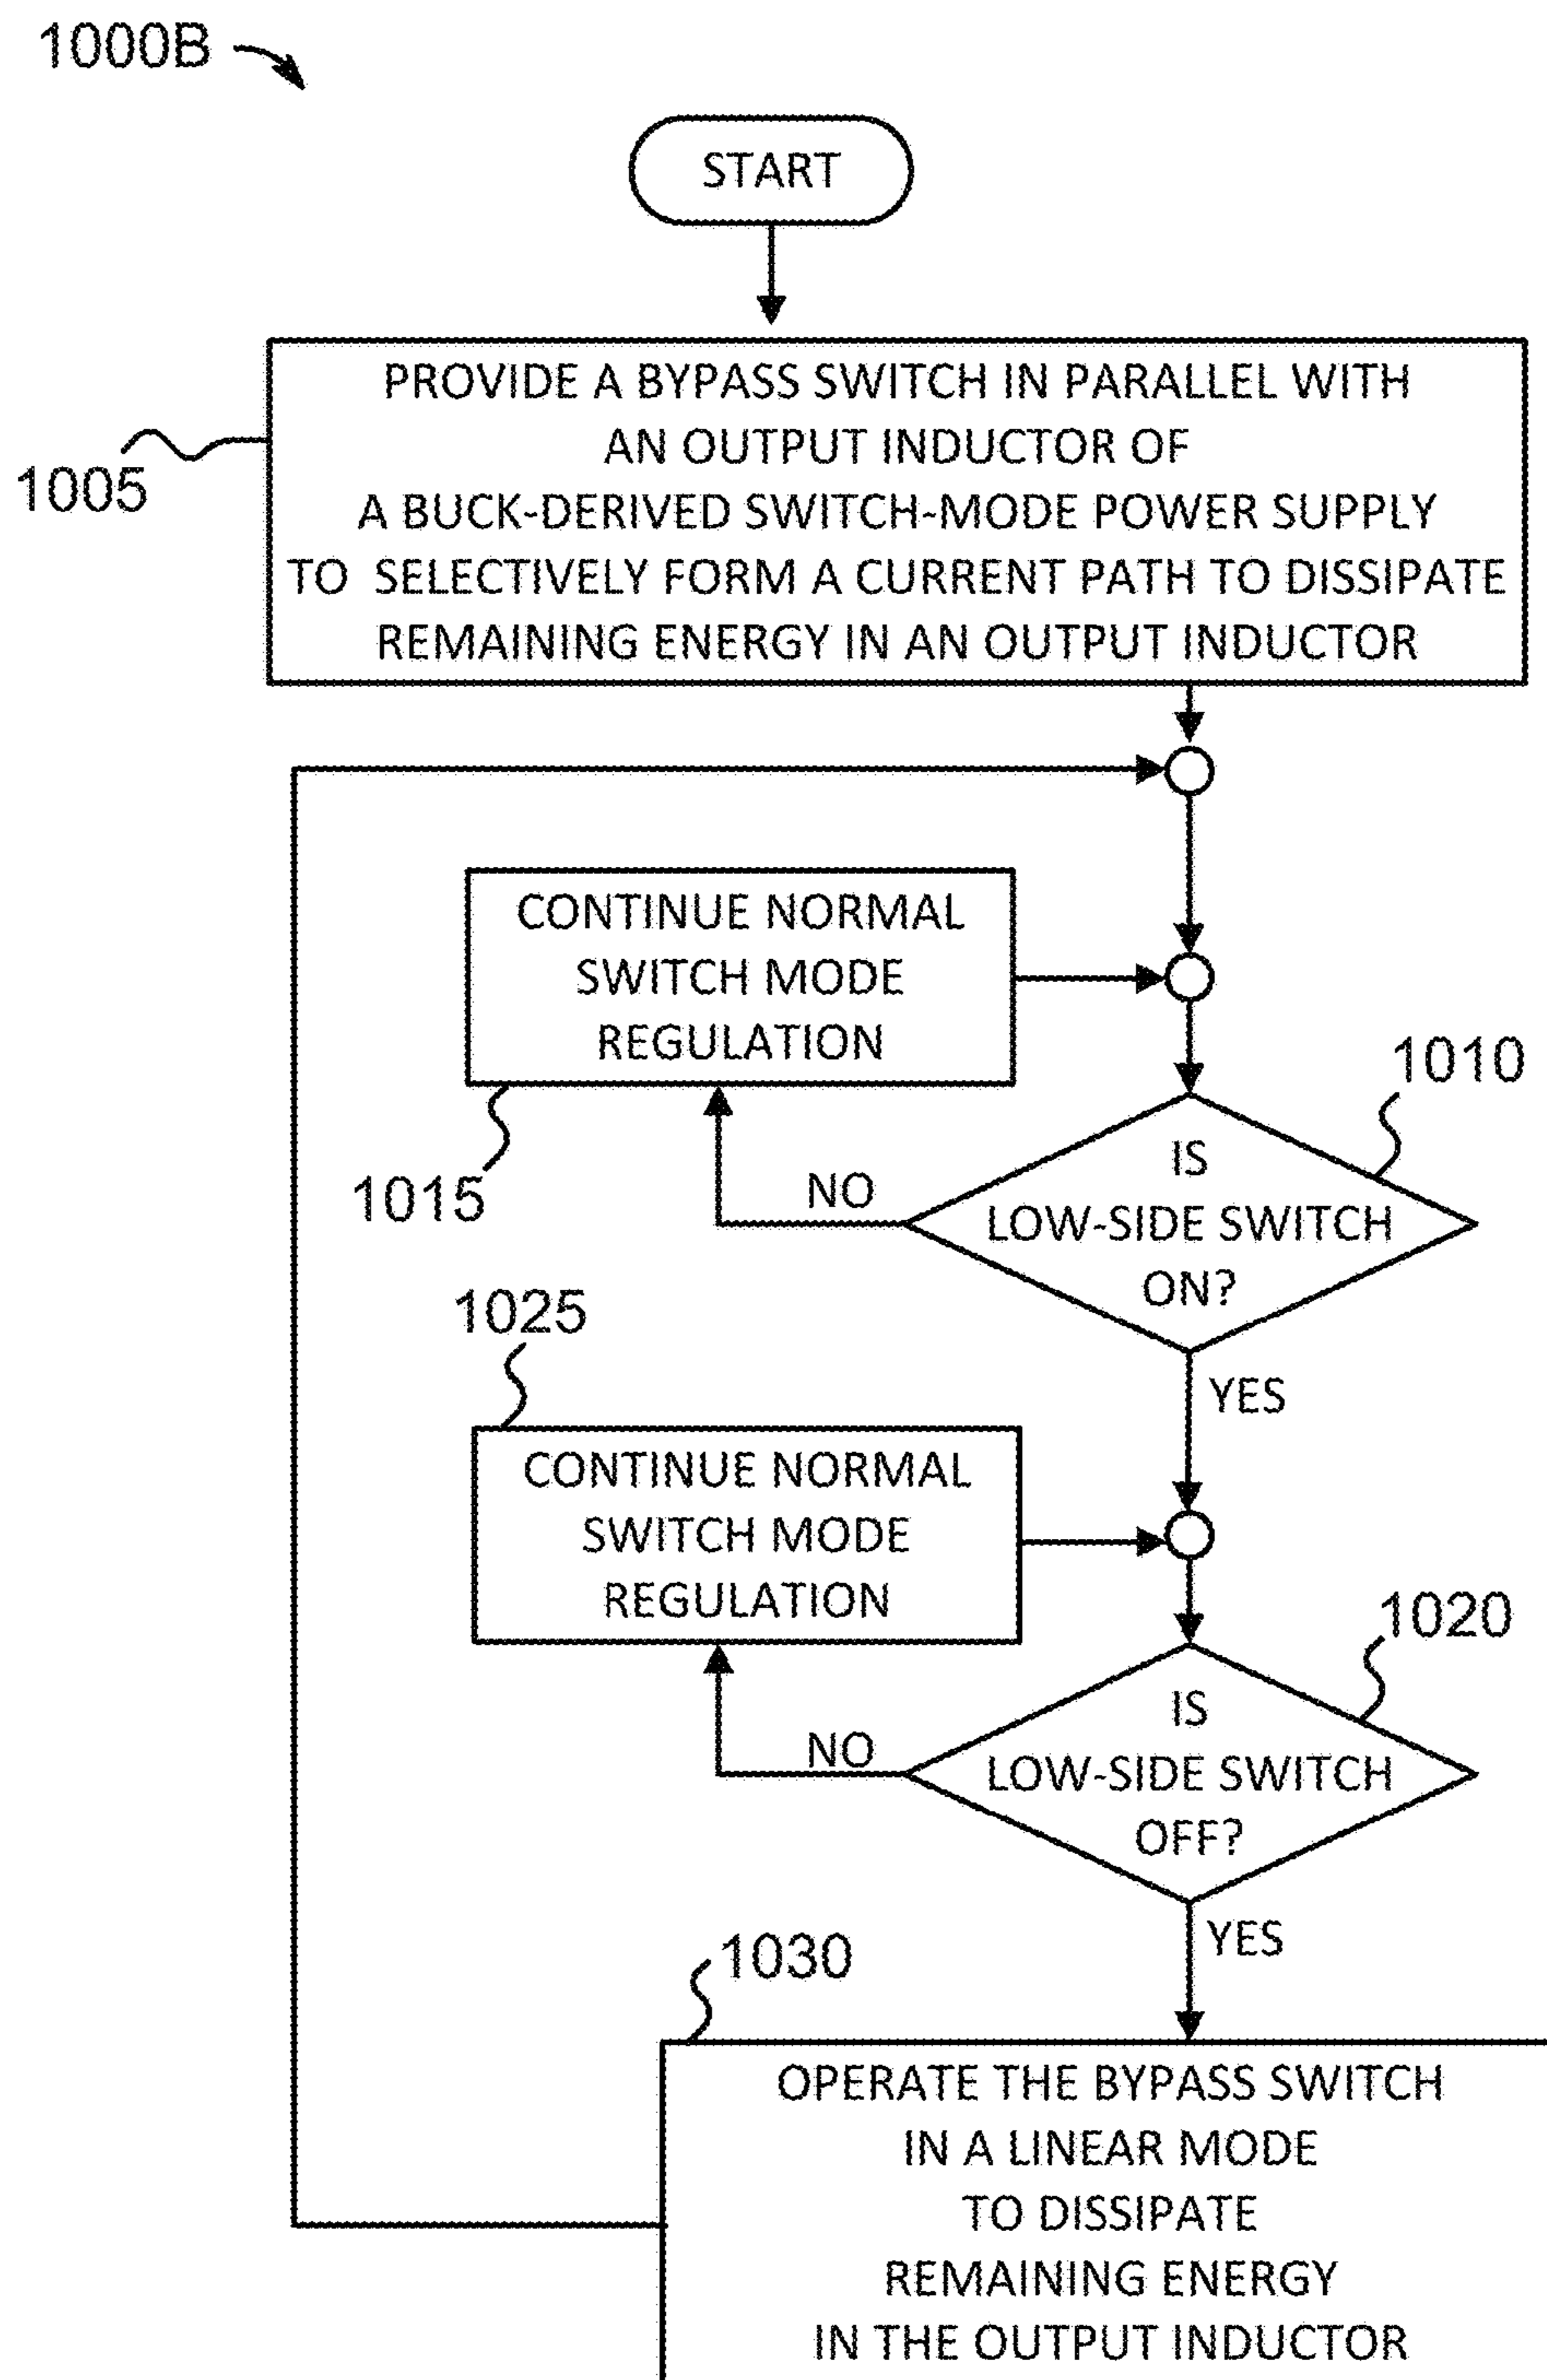 1000B
START
PROVIDE A BYPASS SWITCH IN PARALLEL WITH
AN OUTPUT INDUCTOR OF
A BUCK-DERIVED SWITCH-MODE POWER SUPPLY
TO SELECTIVELY FORM A CURRENT PATH TO DISSIPATE
REMAINING ENERGY IN AN OUTPUT INDUCTOR
1005
CONTINUE NORMAL
SWITCH MODE
REGULATION
1015
1010
IS
LOW-SIDE SWITCH
ON?
NO
YES
1025
CONTINUE NORMAL
SWITCH MODE
REGULATION
1020
IS
LOW-SIDE SWITCH
OFF?
NO
YES
1030
OPERATE THE BYPASS SWITCH
IN A LINEAR MODE
TO DISSIPATE
REMAINING ENERGY
IN THE OUTPUT INDUCTOR